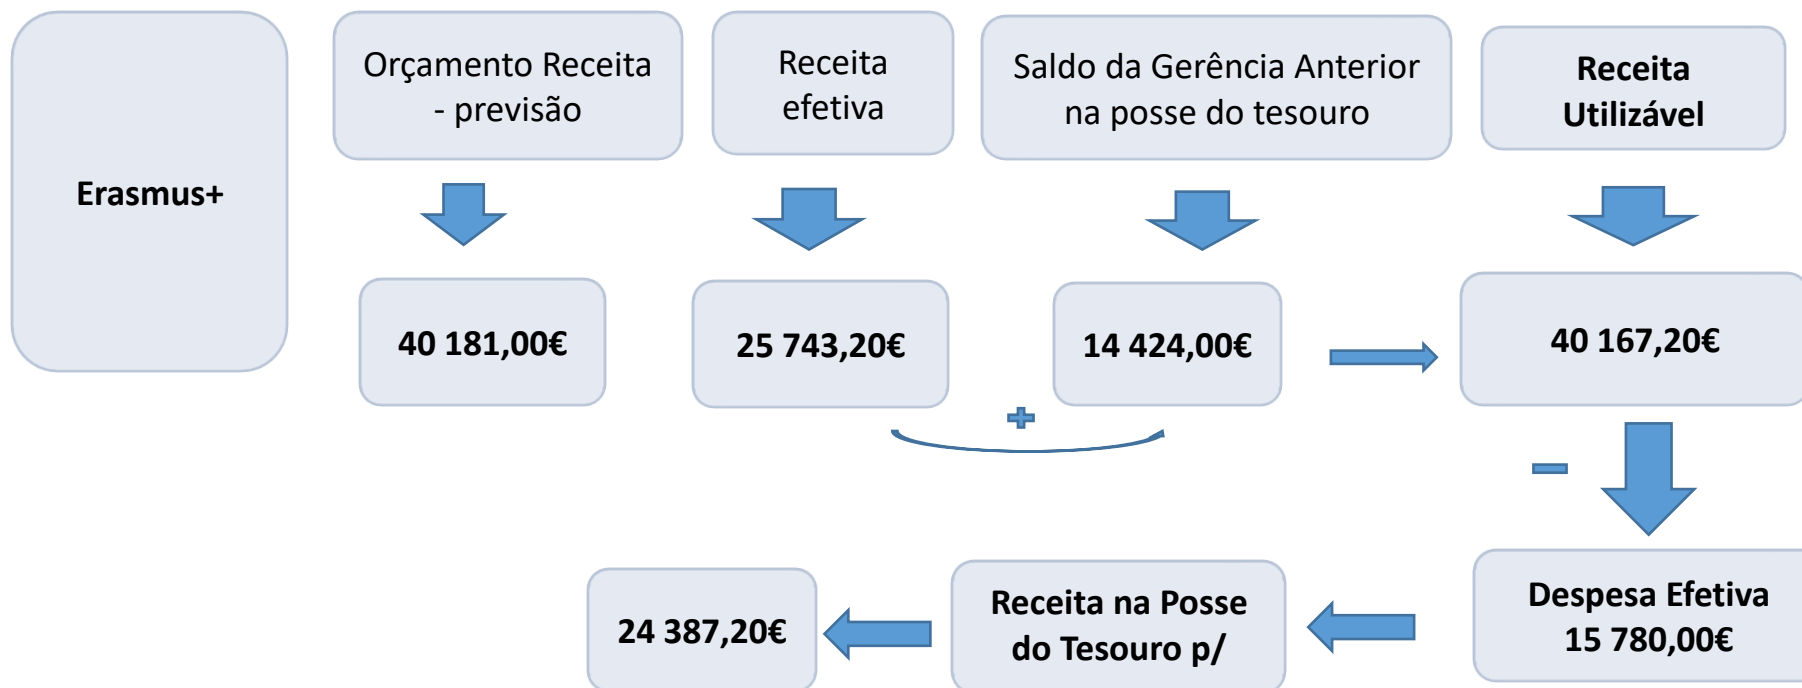 Erasmus+
Orçamento Receita
- previsão
Receita
efetiva
Saldo da Gerência Anterior
na posse do tesouro
Receita
Utilizável
40 181,00€
25 743,20€
14 424,00€
40 167,20€
Despesa Efetiva
15 780,00€
Receita na Posse
do Tesouro p/
24 387,20€